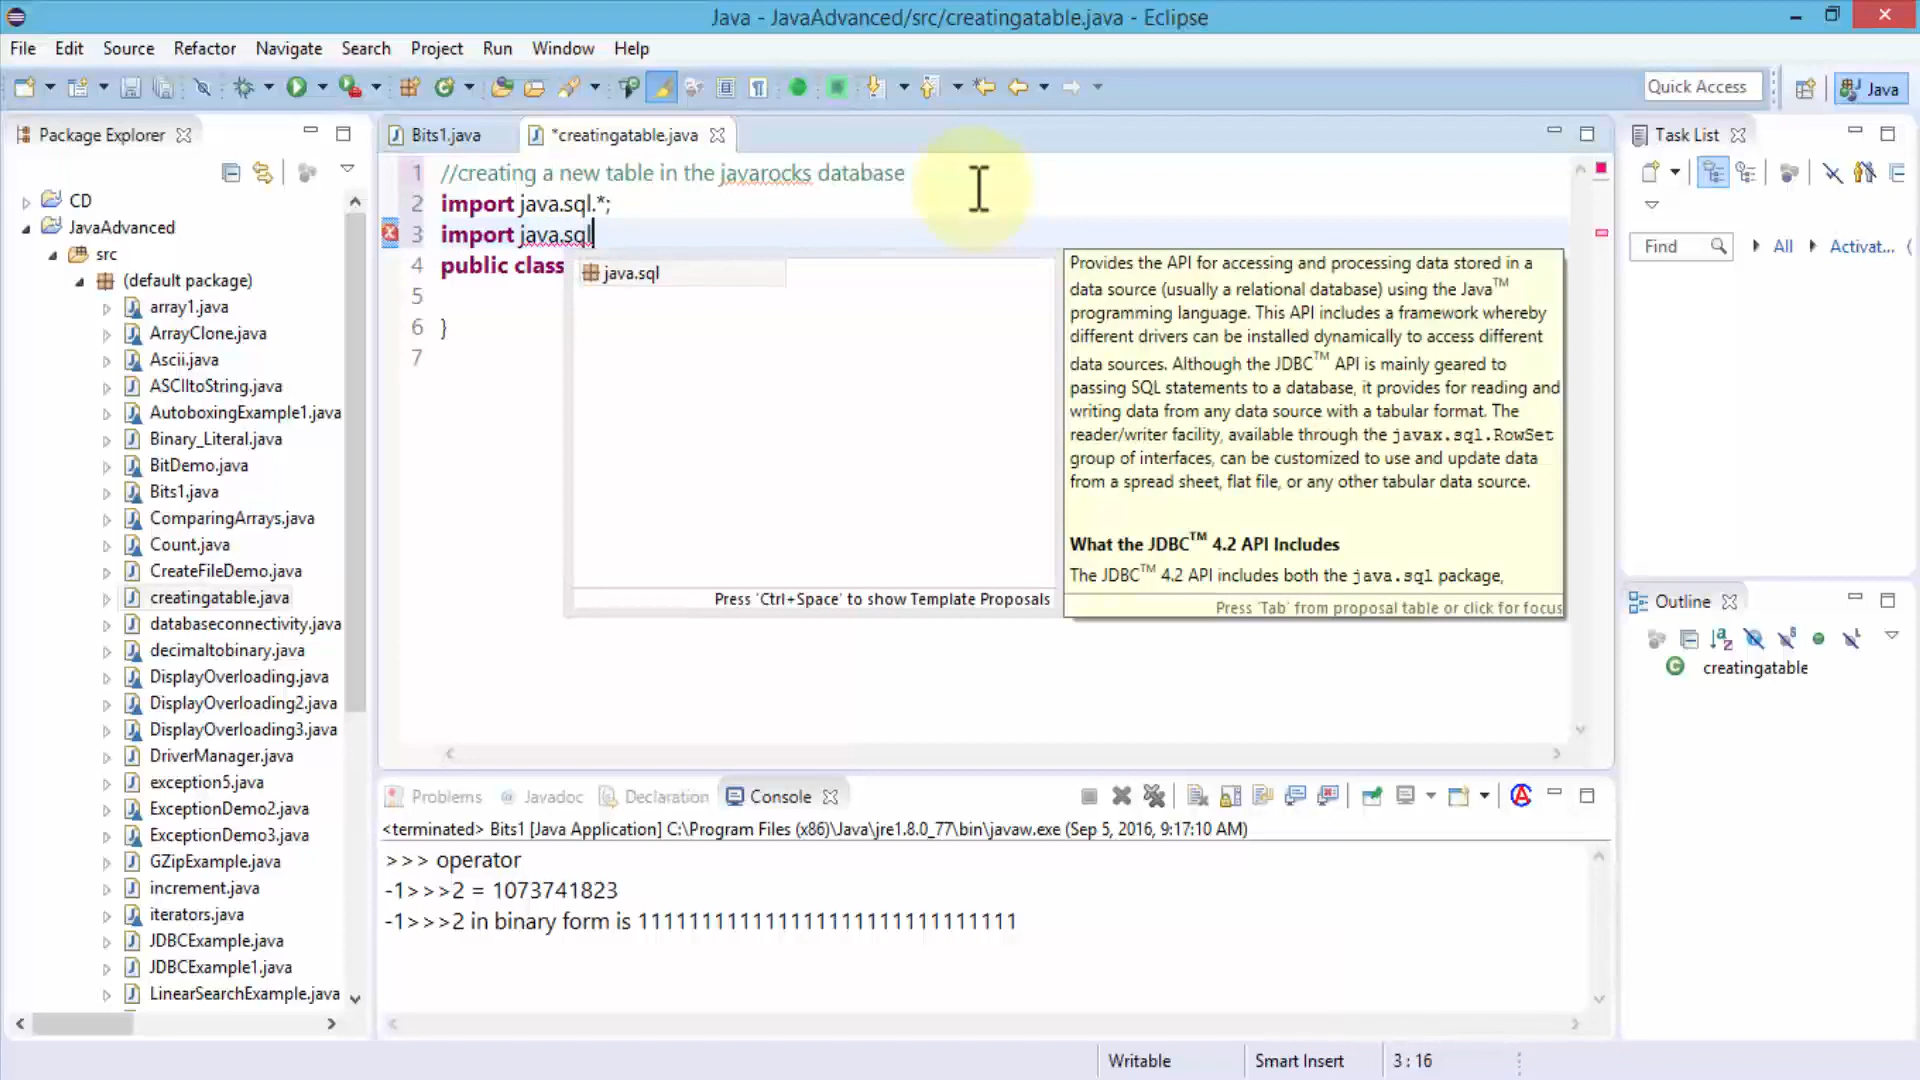 Java - JavaAdvanced/src/creatingatable.java - Eclipse
File Edit Source Refactor Navigate Search Project Run Window Help
Quick Access
Java
Package Explorer
CD
JavaAdvanced
src
(default package)
array1.java
ArrayClone.java
Ascii.java
ASCIItoString.java
AutoboxingExample1.java
Binary_Literal.java
BitDemo.java
Bits1.java
ComparingArrays.java
Count.java
CreateFileDemo.java
creatingatable.java
databaseconnectivity.java
decimaltobinary.java
DisplayOverloading.java
DisplayOverloading2.java
DisplayOverloading3.java
DriverManager.java
exception5.java
ExceptionDemo2.java
ExceptionDemo3.java
GZipExample.java
increment.java
iterators.java
JDBCExample.java
JDBCExample1.java
LinearSearchExample.java
Bits1.java *creatingatable.java
1 //creating a new table in the javarocks database
2 import java.sql.*;
3 import java.sql
4 public class
5
6 }
7
java.sql
Press 'Ctrl+Space' to show Template Proposals
Provides the API for accessing and processing data stored in a
data source (usually a relational database) using the Java™
programming language. This API includes a framework whereby
different drivers can be installed dynamically to access different
data sources. Although the JDBC™ API is mainly geared to
passing SQL statements to a database, it provides for reading and
writing data from any data source with a tabular format. The
reader/writer facility, available through the javax.sql.RowSet
group of interfaces, can be customized to use and update data
from a spread sheet, flat file, or any other tabular data source.
What the JDBC™ 4.2 API Includes
The JDBC™ 4.2 API includes both the java.sql package,
Press 'Tab' from proposal table or click for focus
Problems Javadoc Declaration Console
<terminated> Bits1 [Java Application] C:\Program Files (x86)\Java\jre1.8.0_77\bin\javaw.exe (Sep 5, 2016, 9:17:10 AM)
>>> operator
-1>>>2 = 1073741823
-1>>>2 in binary form is 111111111111111111111111111111
Task List
Find All Activat...
Outline
creatingatable
Writable Smart Insert 3 : 16